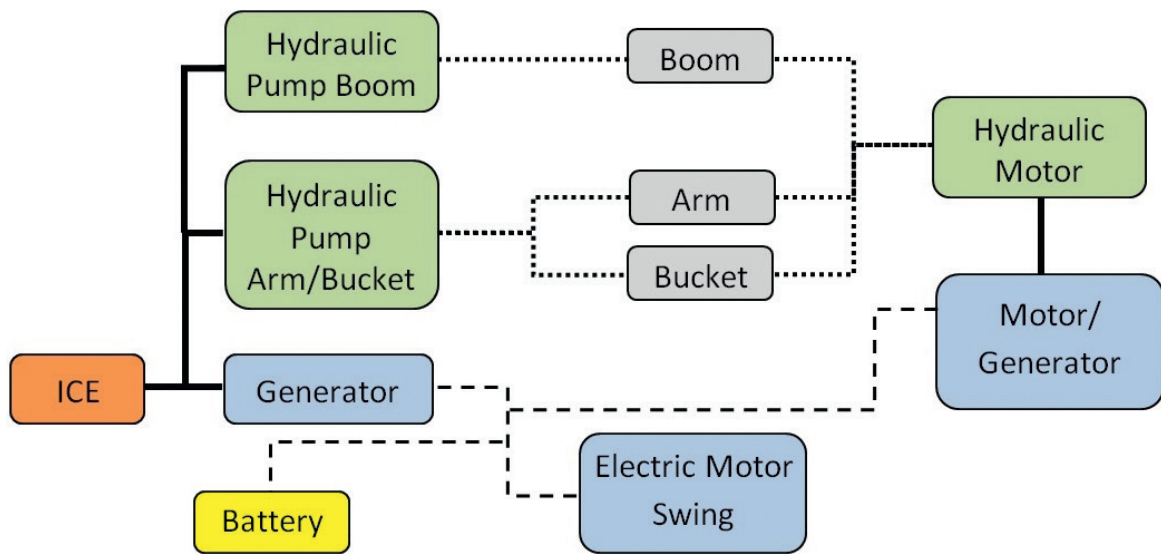 Hydraulic
Pump Boom
Boom
Hydraulic
Motor
Hydraulic
Pump
Arm/Bucket
Arm
Bucket
Motor/
Generator
ICE
Generator
Electric Motor
Swing
Battery